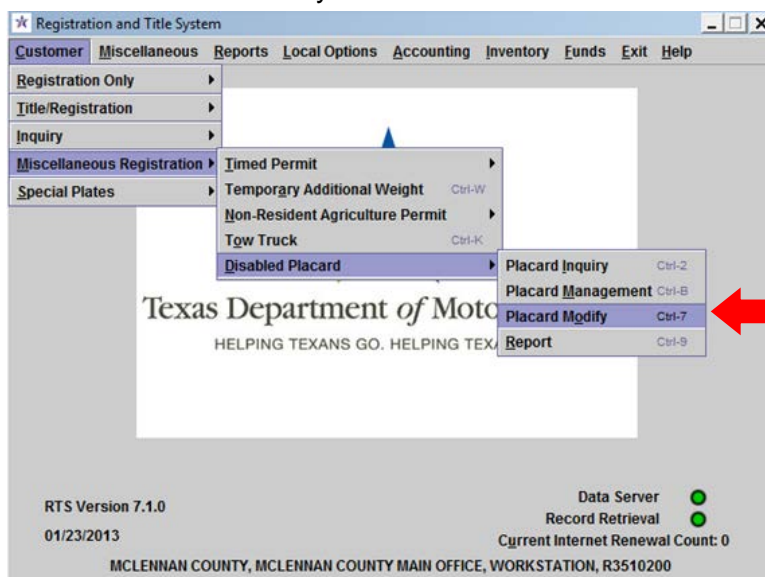 Registration and Title System
Customer Miscellaneous Reports Local Options Accounting Inventory Funds Exit Help
Registration Only
Title/Registration
Inquiry
Miscellaneous Registration
Special Plates
Timed Permit
Temporary Additional Weight Ctrl-W
Non-Resident Agriculture Permit
Tow Truck Ctrl-K
Disabled Placard
Placard Inquiry Ctrl-2
Placard Management Ctrl-B
Placard Modify Ctrl-7
Report Ctrl-9
Texas Department of Moto
HELPING TEXANS GO. HELPING TEX
RTS Version 7.1.0
01/23/2013
Data Server
Record Retrieval
Current Internet Renewal Count: 0
MCLENNAN COUNTY, MCLENNAN COUNTY MAIN OFFICE, WORKSTATION, R3510200